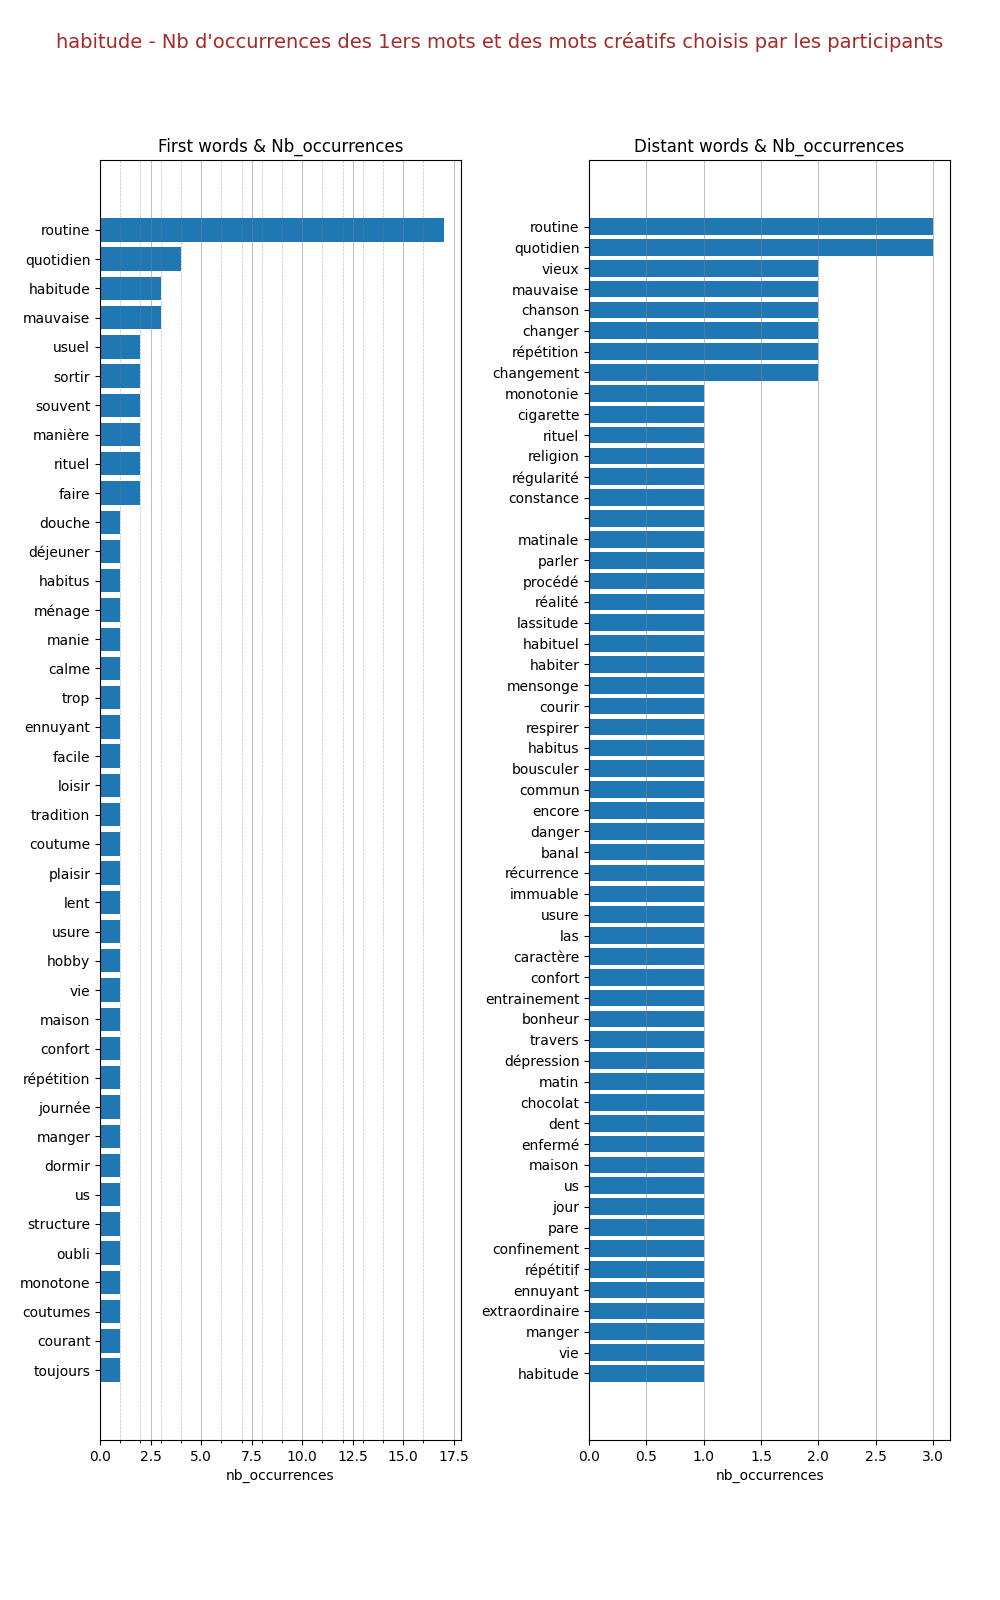 habitude - Nb d'occurrences des 1ers mots et des mots créatifs choisis par les participants
First words & Nb_occurrences
routine
quotidien
habitude
mauvaise
usuel
sortir
souvent
manière
rituel
faire
douche
déjeuner
habitus
ménage
manie
calme
trop
ennuyant
facile
loisir
tradition
coutume
plaisir
lent
usure
hobby
vie
maison
confort
répétition
journée
manger
dormir
us
structure
oubli
monotone
coutumes
courant
toujours
0.0 2.5 5.0 7.5 10.0 12.5 15.0 17.5
nb_occurrences
Distant words & Nb_occurrences
routine
quotidien
vieux
mauvaise
chanson
changer
répétition
changement
monotonie
cigarette
rituel
religion
régularité
constance
matinale
parler
procédé
réalité
lassitude
habituel
habiter
mensonge
courir
respirer
habitus
bousculer
commun
encore
danger
banal
récurrence
immuable
usure
las
caractère
confort
entrainement
bonheur
travers
dépression
matin
chocolat
dent
enfermé
maison
us
jour
pare
confinement
répétitif
ennuyant
extraordinaire
manger
vie
habitude
0.0 0.5 1.0 1.5 2.0 2.5 3.0
nb_occurrences